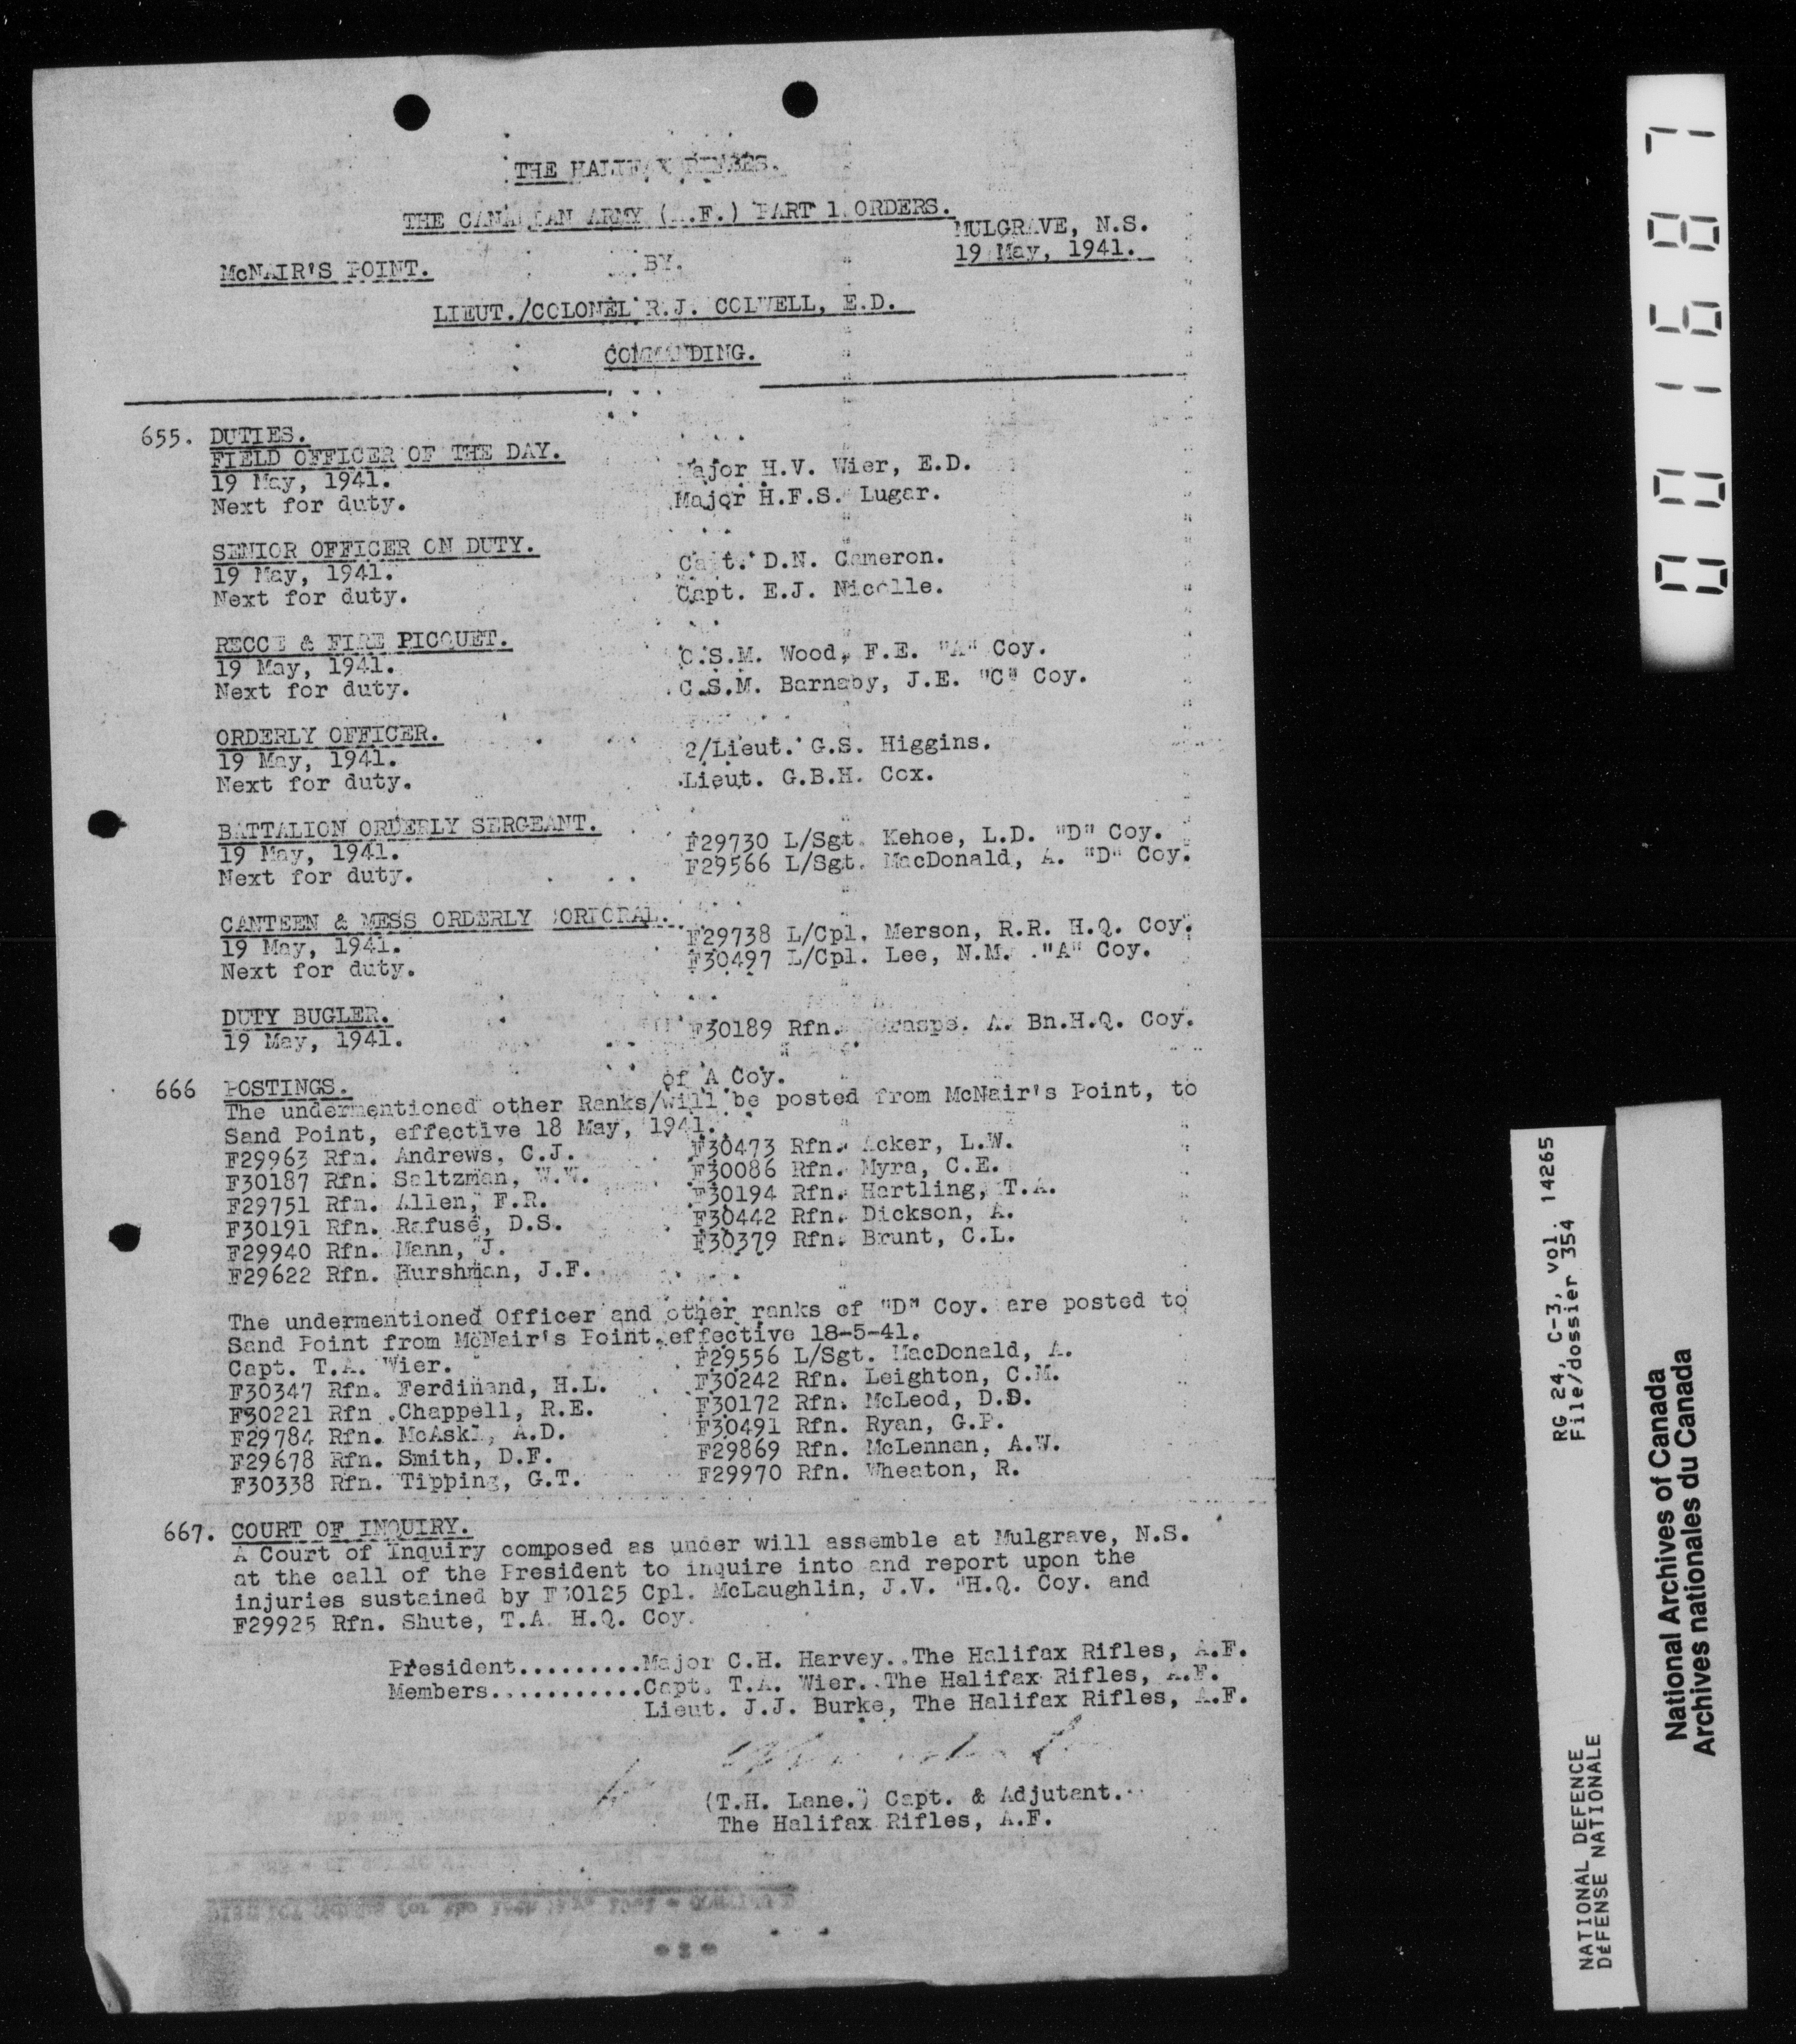 THE HALIFAX RIFLES.
THE CANADIAN ARMY (A.F.) PART 1 ORDERS.
MULGRAVE, N.S.
19 May, 1941.
McNAIR'S POINT.
BY.
LIEUT./COLONEL R.J. COLWELL, E.D.
COMMANDING.
655. DUTIES.
FIELD OFFICER OF THE DAY.
19 May, 1941. Major H.V. Wier, E.D.
Next for duty. Major H.F.S. Lugar.
SENIOR OFFICER ON DUTY.
19 May, 1941. Capt. D.N. Cameron.
Next for duty. Capt. E.J. Nicolle.
RECCE & FIRE PICQUET.
19 May, 1941. C.S.M. Wood, F.E. "A" Coy.
Next for duty. C.S.M. Barnaby, J.E. "C" Coy.
ORDERLY OFFICER.
19 May, 1941. 2/Lieut. G.S. Higgins.
Next for duty. Lieut. G.B.H. Cox.
BATTALION ORDERLY SERGEANT.
19 May, 1941. F29730 L/Sgt. Kehoe, L.D. "D" Coy.
Next for duty. F29566 L/Sgt. MacDonald, A. "D" Coy.
CANTEEN & MESS ORDERLY CORPORAL.
19 May, 1941. F29738 L/Cpl. Merson, R.R. H.Q. Coy.
Next for duty. F30497 L/Cpl. Lee, N.M. "A" Coy.
DUTY BUGLER.
19 May, 1941. F30189 Rfn. A. Bn.H.Q. Coy.
666 POSTINGS.
of A Coy.
The undermentioned other Ranks/will be posted from McNair's Point, to
Sand Point, effective 18 May, 1941.
F29963 Rfn. Andrews, C.J. F30473 Rfn. Acker, L.W.
F30187 Rfn. Saltzman, W.W. F30086 Rfn. Myra, C.E.
F29751 Rfn. Allen, F.R. F30194 Rfn. Hartling, T.A.
F30191 Rfn. Rafuse, D.S. F30442 Rfn. Dickson, A.
F29940 Rfn. Mann, J. F30379 Rfn. Brunt, C.L.
F29622 Rfn. Hurshman, J.F.
The undermentioned Officer and other ranks of "D" Coy. are posted to
Sand Point from McNair's Point, effective 18-5-41.
Capt. T.A. Wier. F29556 L/Sgt. MacDonald, A.
F30347 Rfn. Ferdinand, H.L. F30242 Rfn. Leighton, C.M.
F30221 Rfn .Chappell, R.E. F30172 Rfn. McLeod, D.D.
F29784 Rfn. A.D. F30491 Rfn. Ryan, G.P.
F29678 Rfn. Smith, D.F. F29869 Rfn. McLennan, A.W.
F30338 Rfn. Tipping, G.T. F29970 Rfn. Wheaton, R.
667. COURT OF INQUIRY.
A Court of Inquiry composed as under will assemble at Mulgrave, N.S.
at the call of the President to inquire into and report upon the
injuries sustained by F30125 Cpl. McLaughlin, J.V. "H.Q. Coy. and
F29925 Rfn. Shute, T.A. H.Q. Coy.
President.........Major C.H. Harvey..The Halifax Rifles, A.F.
Members...........Capt. T.A. Wier..The Halifax Rifles, A.F.
Lieut. J.J. Burke, The Halifax Rifles, A.F.
(T.H. Lane.) Capt. & Adjutant.
The Halifax Rifles, A.F.
001687
RG 24, C-3, vol. 14265
File/dossier 354
NATIONAL DEFENCE
DÉFENSE NATIONALE
National Archives of Canada
Archives nationales du Canada